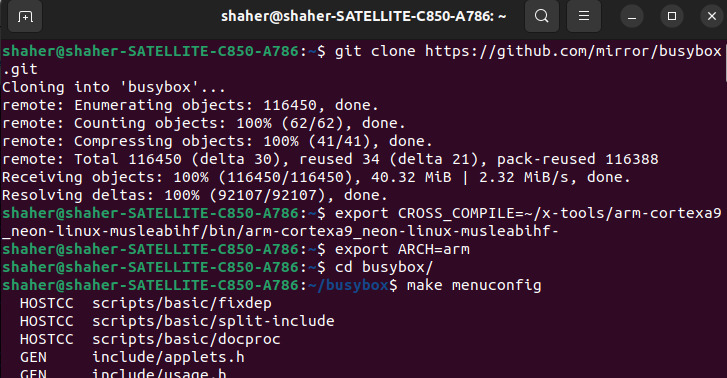 shaher@shaher-SATELLITE-C850-A786: ~
shaher@shaher-SATELLITE-C850-A786:~$ git clone https://github.com/mirror/busybox
.git
Cloning into 'busybox'...
remote: Enumerating objects: 116450, done.
remote: Counting objects: 100% (62/62), done.
remote: Compressing objects: 100% (41/41), done.
remote: Total 116450 (delta 30), reused 34 (delta 21), pack-reused 116388
Receiving objects: 100% (116450/116450), 40.32 MiB | 2.32 MiB/s, done.
Resolving deltas: 100% (92107/92107), done.
shaher@shaher-SATELLITE-C850-A786:~$ export CROSS_COMPILE=~/x-tools/arm-cortexa9
_neon-linux-musleabihf/bin/arm-cortexa9_neon-linux-musleabihf-
shaher@shaher-SATELLITE-C850-A786:~$ export ARCH=arm
shaher@shaher-SATELLITE-C850-A786:~$ cd busybox/
shaher@shaher-SATELLITE-C850-A786:~/busybox$ make menuconfig
  HOSTCC  scripts/basic/fixdep
  HOSTCC  scripts/basic/split-include
  HOSTCC  scripts/basic/docproc
  GEN     include/applets.h
  GEN     include/usage.h